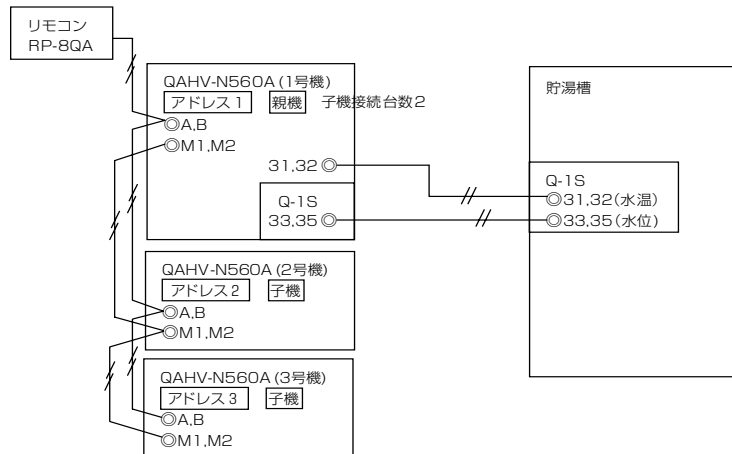 リモコン
RP-8QA
QAHV-N560A (1号機)
アドレス1 親機 子機接続台数2
A,B
M1,M2
31,32
Q-1S
33,35
貯湯槽
Q-1S
31,32(水温)
33,35(水位)
QAHV-N560A (2号機)
アドレス2 子機
A,B
M1,M2
QAHV-N560A (3号機)
アドレス3 子機
A,B
M1,M2